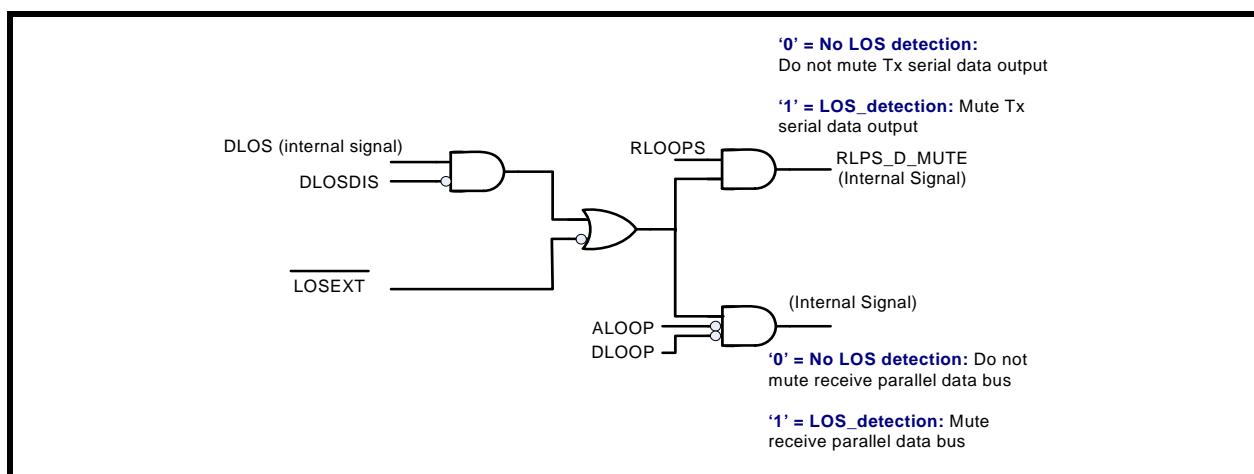 ‘0’ = No LOS detection:
Do not mute Tx serial data output
‘1’ = LOS_detection: Mute Tx
serial data output
DLOS (internal signal)
DLOSDIS
RLOOPS
RLPS_D_MUTE
(Internal Signal)
LOSEXT
(Internal Signal)
ALOOP
DLOOP
‘0’ = No LOS detection: Do not
mute receive parallel data bus
‘1’ = LOS_detection: Mute
receive parallel data bus